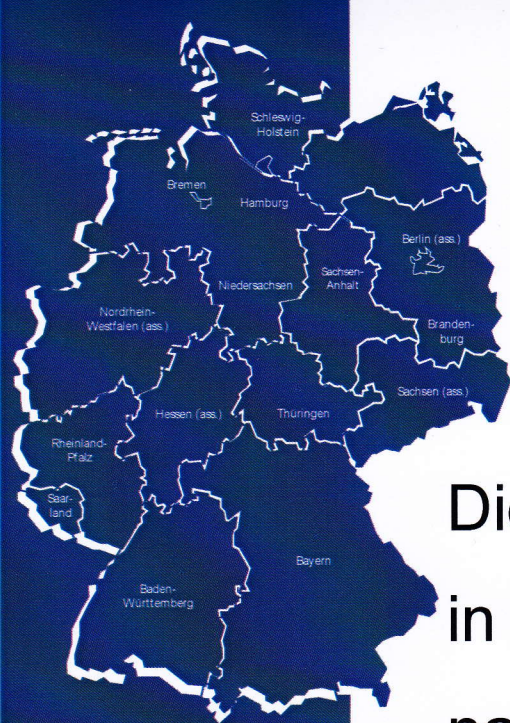 Schleswig-
Holstein
Bremen
Hamburg
Berlin (ass.)
Niedersachsen
Sachsen-
Anhalt
Nordrhein-
Westfalen (ass.)
Branden-
burg
Sachsen (ass.)
Hessen (ass.)
Thüringen
Rheinland-
Pfalz
Saar-
land
Bayern
Baden-
Württemberg
in